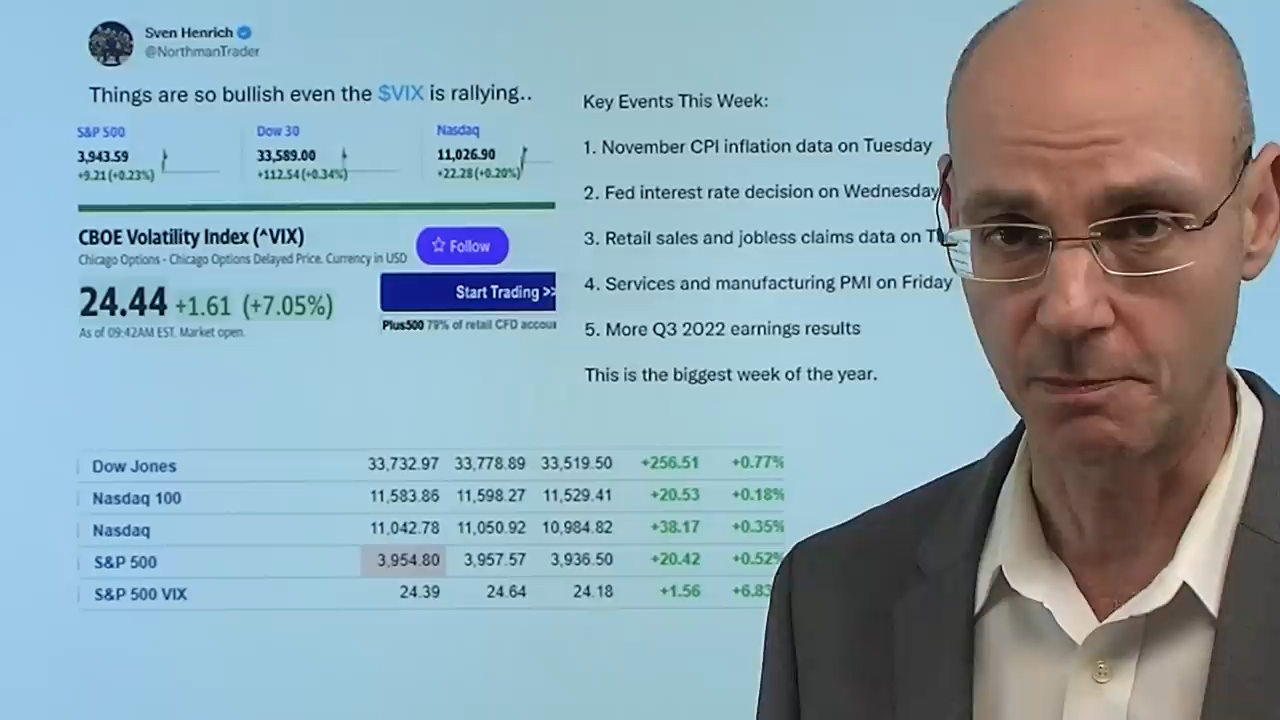 Sven Henrich
@NorthmanTrader
Things are so bullish even the $VIX is rallying..
S&P 500 Dow 30 Nasdaq
3,943.59 33,589.00 11,026.90
+9.21 (+0.23%) +112.54 (+0.34%) +22.28 (+0.20%)
CBOE Volatility Index (^VIX)
Chicago Options - Chicago Options Delayed Price. Currency in USD
☆ Follow
24.44 +1.61 (+7.05%)
As of 09:42AM EST. Market open.
Start Trading >>
Plus500 79% of retail CFD accou
Key Events This Week:
1. November CPI inflation data on Tuesday
2. Fed interest rate decision on Wednesday
3. Retail sales and jobless claims data on T
4. Services and manufacturing PMI on Friday
5. More Q3 2022 earnings results
This is the biggest week of the year.
Dow Jones 33,732.97 33,778.89 33,519.50 +256.51 +0.77%
Nasdaq 100 11,583.86 11,598.27 11,529.41 +20.53 +0.18%
Nasdaq 11,042.78 11,050.92 10,984.82 +38.17 +0.35%
S&P 500 3,954.80 3,957.57 3,936.50 +20.42 +0.52%
S&P 500 VIX 24.39 24.64 24.18 +1.56 +6.83